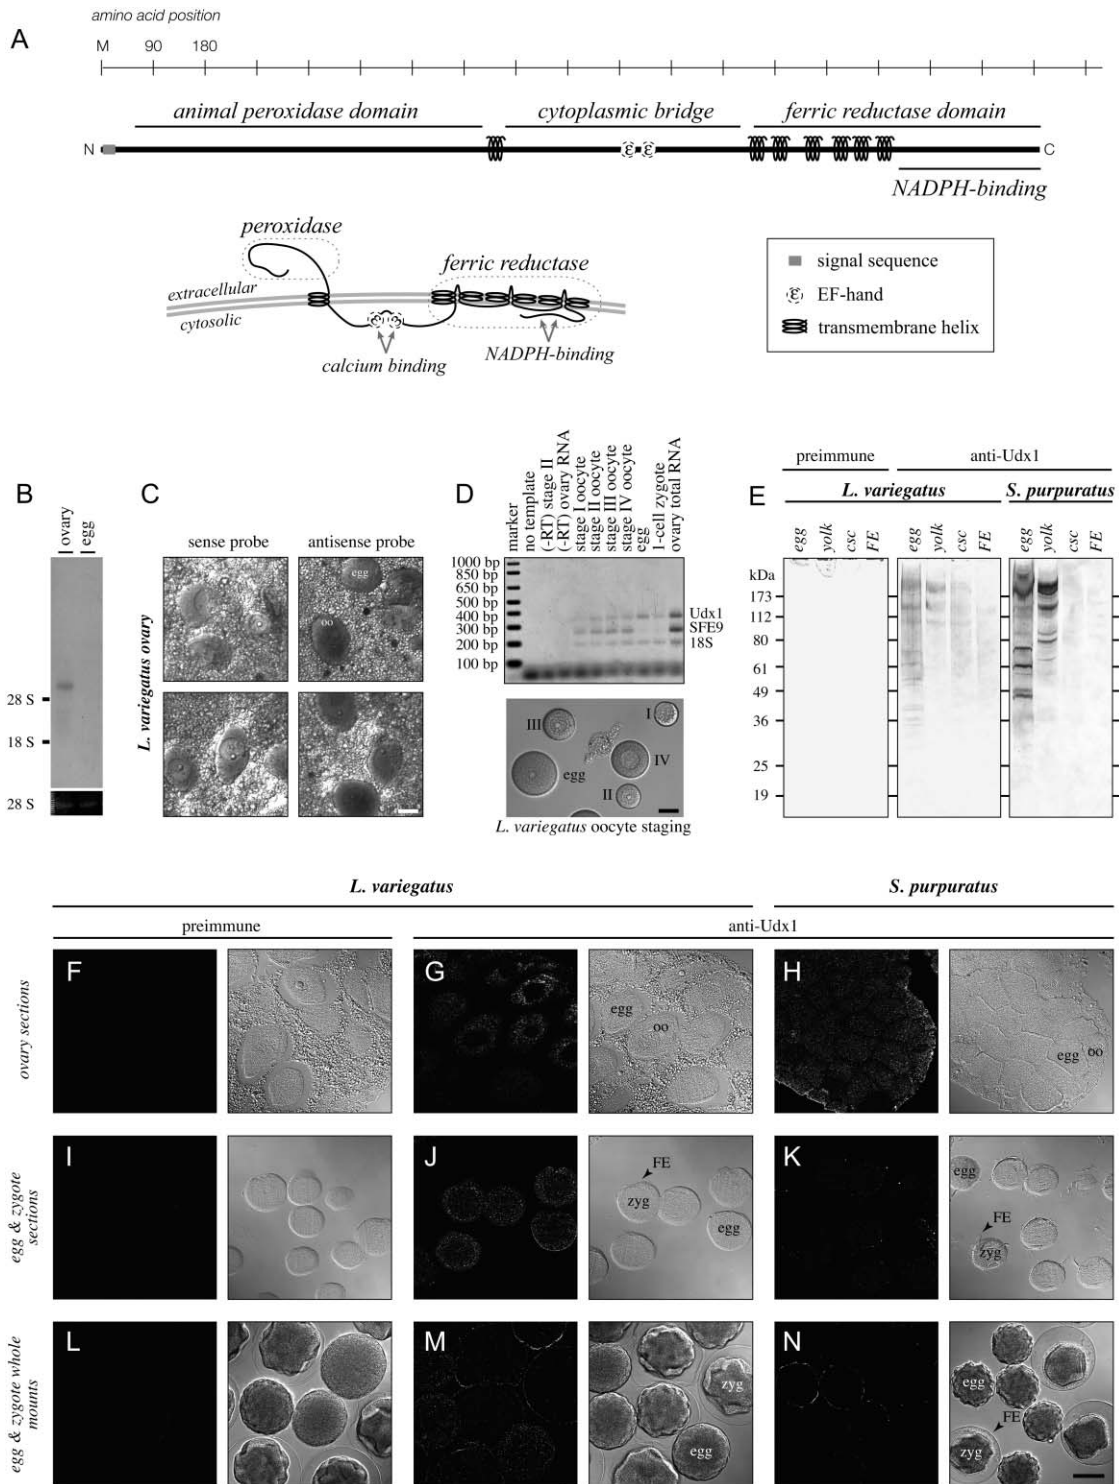 A
amino acid position
M 90 180
animal peroxidase domain cytoplasmic bridge ferric reductase domain
N ε ε C
NADPH-binding
peroxidase
ferric reductase
extracellular
cytosolic
ε ε
calcium binding
NADPH-binding
signal sequence
ε EF-hand
transmembrane helix
B
ovary
egg
28 S
18 S
28 S
C
sense probe antisense probe
L. variegatus ovary
egg
oo
D
marker
no template
(-RT) stage II
(-RT) ovary RNA
stage I oocyte
stage II oocyte
stage III oocyte
stage IV oocyte
egg
1-cell zygote
ovary total RNA
1000 bp
850 bp
650 bp
500 bp
400 bp
300 bp
200 bp
100 bp
Udx1
SFE9
18S
III I
egg IV
II
L. variegatus oocyte staging
E
preimmune anti-Udx1
L. variegatus S. purpuratus
egg yolk csc FE egg yolk csc FE egg yolk csc FE
kDa
173
112
80
61
49
36
25
19
L. variegatus S. purpuratus
preimmune anti-Udx1
ovary sections
F G egg oo H egg oo
egg & zygote
sections
I J FE zyg egg K egg FE zyg
egg & zygote whole
mounts
L M zyg egg N egg FE zyg